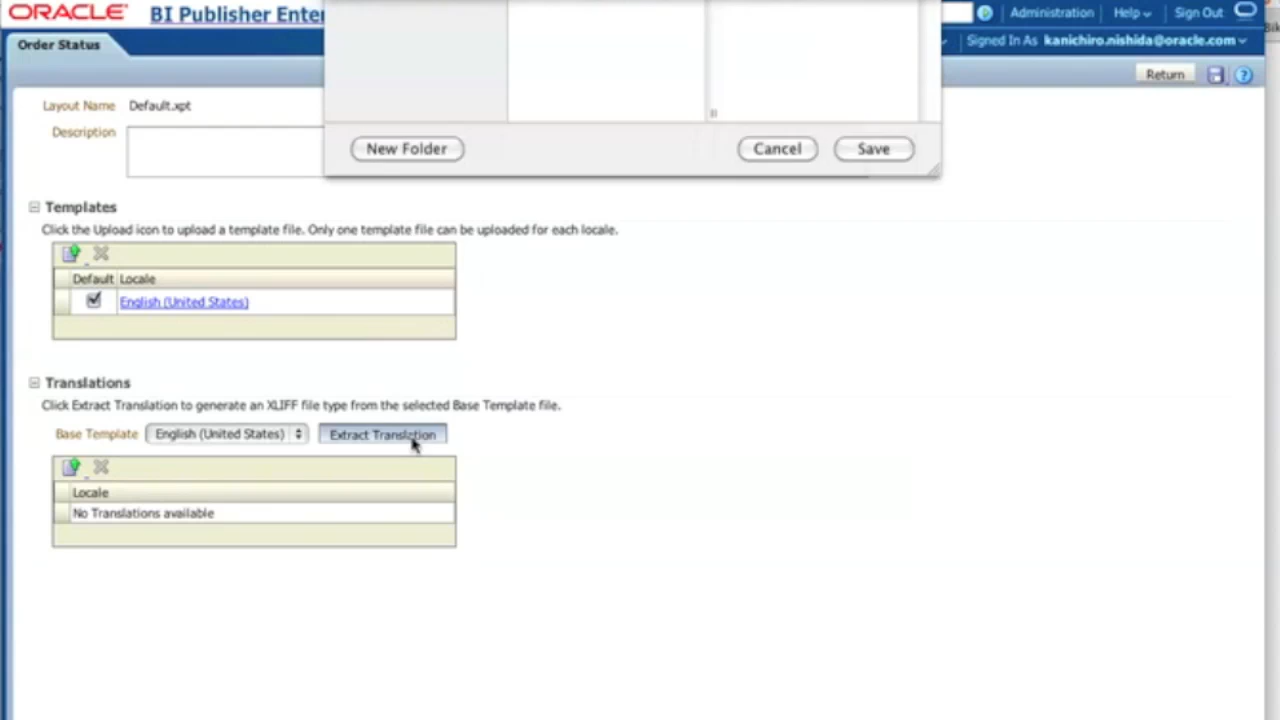 ORACLE BI Publisher Enter Administration Help Sign Out
Order Status Signed In As kanichiro.nishida@oracle.com
Return
Layout Name Default.xpt
Description
New Folder Cancel Save
Templates
Click the Upload icon to upload a template file. Only one template file can be uploaded for each locale.
Default Locale
English (United States)
Translations
Click Extract Translation to generate an XLIFF file type from the selected Base Template file.
Base Template English (United States) Extract Translation
Locale
No Translations available